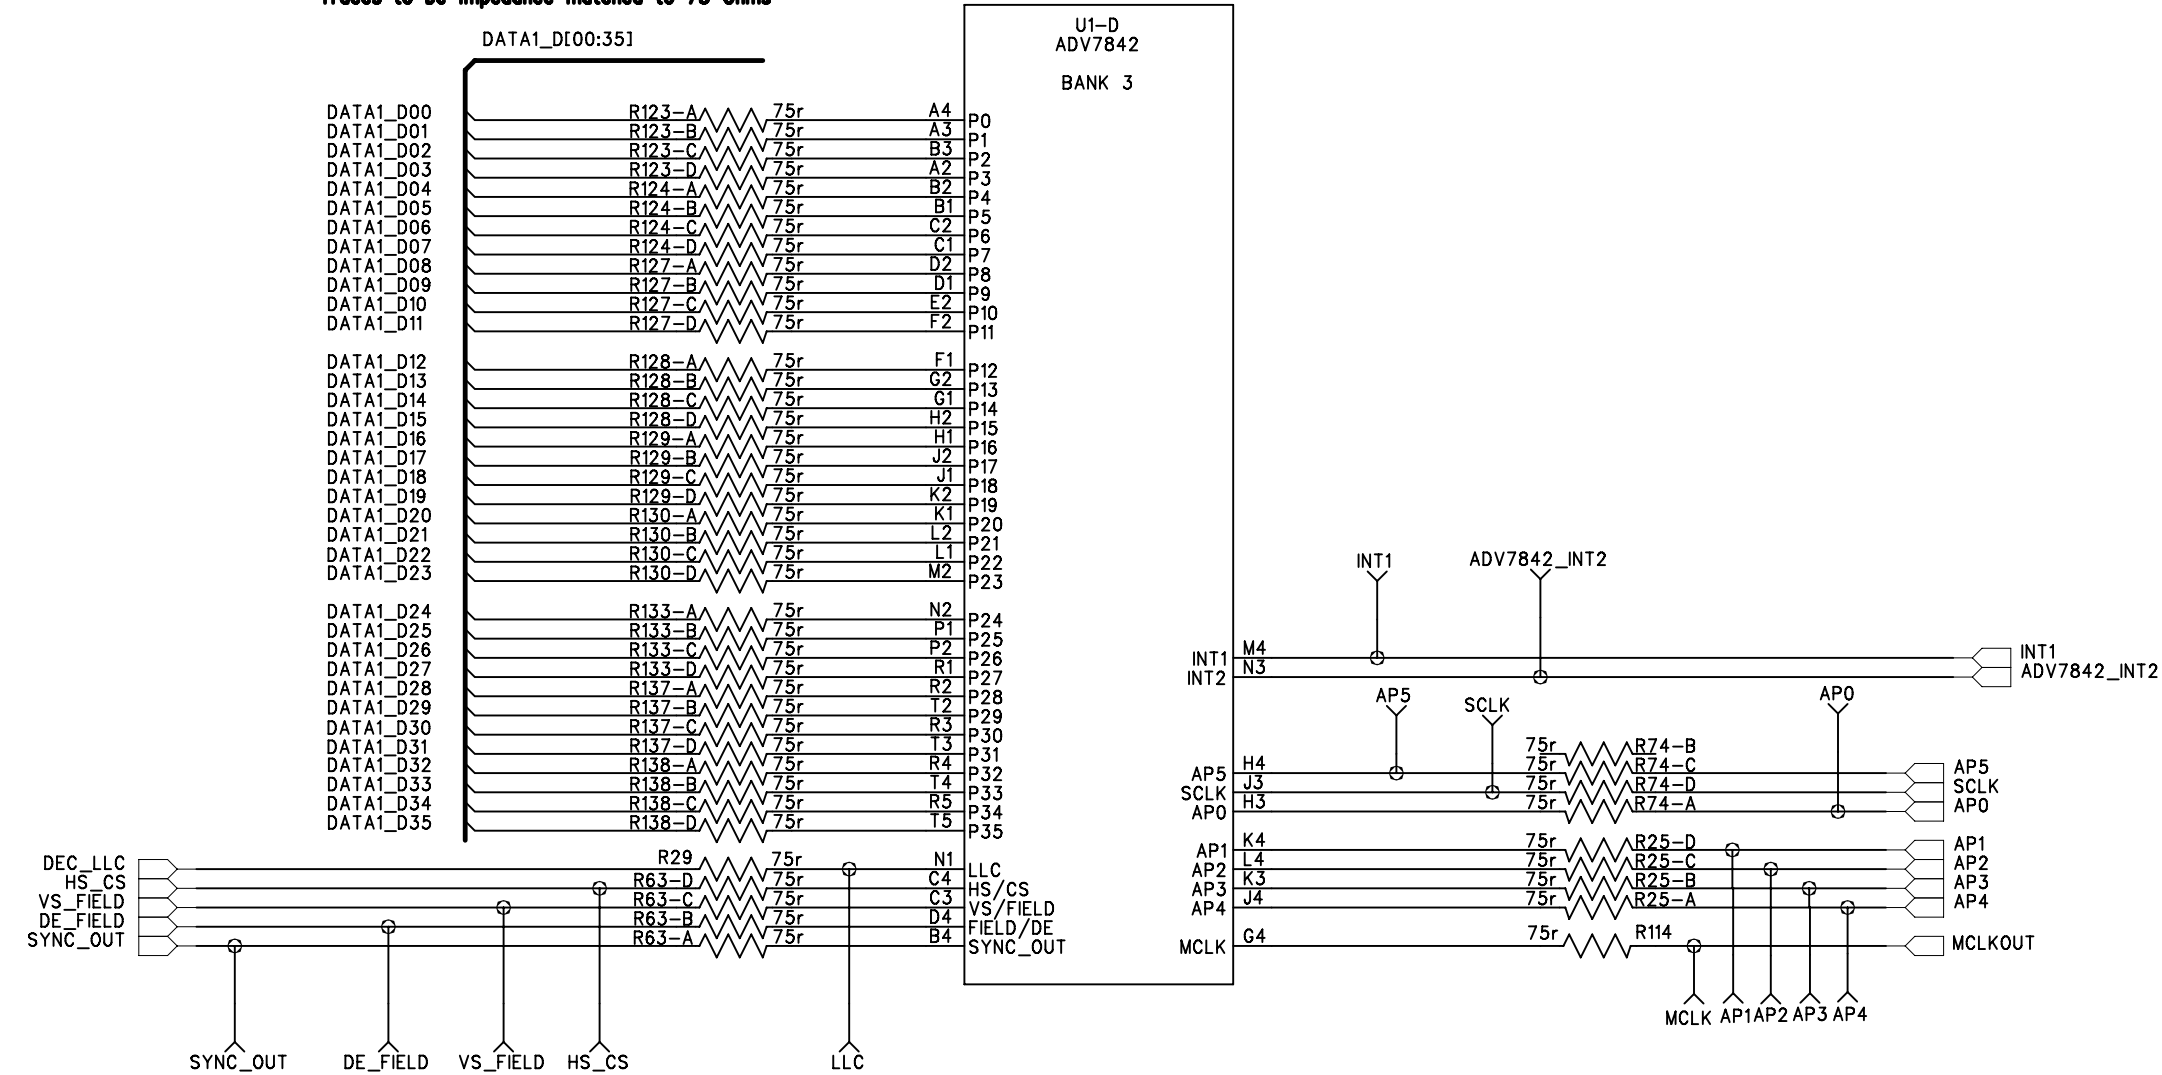 Traces to be impedance matched to 75 Ohms
DATA1_D[00:35]
U1-D
ADV7842
BANK 3
DATA1_D00 R123-A 75r A4 P0
DATA1_D01 R123-B 75r A3 P1
DATA1_D02 R123-C 75r B3 P2
DATA1_D03 R123-D 75r A2 P3
DATA1_D04 R124-A 75r B2 P4
DATA1_D05 R124-B 75r B1 P5
DATA1_D06 R124-C 75r C2 P6
DATA1_D07 R124-D 75r C1 P7
DATA1_D08 R127-A 75r D2 P8
DATA1_D09 R127-B 75r D1 P9
DATA1_D10 R127-C 75r E2 P10
DATA1_D11 R127-D 75r F2 P11
DATA1_D12 R128-A 75r F1 P12
DATA1_D13 R128-B 75r G2 P13
DATA1_D14 R128-C 75r G1 P14
DATA1_D15 R128-D 75r H2 P15
DATA1_D16 R129-A 75r H1 P16
DATA1_D17 R129-B 75r J2 P17
DATA1_D18 R129-C 75r J1 P18
DATA1_D19 R129-D 75r K2 P19
DATA1_D20 R130-A 75r K1 P20
DATA1_D21 R130-B 75r L2 P21
DATA1_D22 R130-C 75r L1 P22
DATA1_D23 R130-D 75r M2 P23
DATA1_D24 R133-A 75r N2 P24
DATA1_D25 R133-B 75r P1 P25
DATA1_D26 R133-C 75r P2 P26
DATA1_D27 R133-D 75r R1 P27
DATA1_D28 R137-A 75r R2 P28
DATA1_D29 R137-B 75r T2 P29
DATA1_D30 R137-C 75r R3 P30
DATA1_D31 R137-D 75r T3 P31
DATA1_D32 R138-A 75r R4 P32
DATA1_D33 R138-B 75r T4 P33
DATA1_D34 R138-C 75r R5 P34
DATA1_D35 R138-D 75r T5 P35
DEC_LLC R29 75r N1 LLC
HS_CS R63-D 75r C4 HS/CS
VS_FIELD R63-C 75r C3 VS/FIELD
DE_FIELD R63-B 75r D4 FIELD/DE
SYNC_OUT R63-A 75r B4 SYNC_OUT
SYNC_OUT DE_FIELD VS_FIELD HS_CS LLC
INT1 ADV7842_INT2
INT1 M4 INT1
INT2 N3 ADV7842_INT2
AP5 SCLK AP0
75r R74-B
AP5 H4 75r R74-C AP5
SCLK J3 75r R74-D SCLK
AP0 H3 75r R74-A AP0
AP1 K4 75r R25-D AP1
AP2 L4 75r R25-C AP2
AP3 K3 75r R25-B AP3
AP4 J4 75r R25-A AP4
MCLK G4 75r R114 MCLKOUT
MCLK AP1 AP2 AP3 AP4